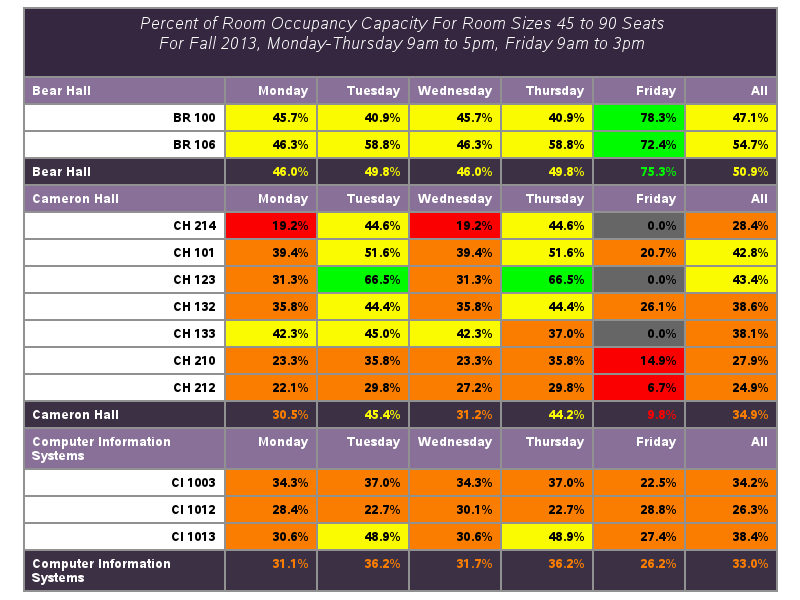 Percent of Room Occupancy Capacity For Room Sizes 45 to 90 Seats
For Fall 2013, Monday-Thursday 9am to 5pm, Friday 9am to 3pm
Bear Hall Monday Tuesday Wednesday Thursday Friday All
BR 100 45.7% 40.9% 45.7% 40.9% 78.3% 47.1%
BR 106 46.3% 58.8% 46.3% 58.8% 72.4% 54.7%
Bear Hall 46.0% 49.8% 46.0% 49.8% 75.3% 50.9%
Cameron Hall Monday Tuesday Wednesday Thursday Friday All
CH 214 19.2% 44.6% 19.2% 44.6% 0.0% 28.4%
CH 101 39.4% 51.6% 39.4% 51.6% 20.7% 42.8%
CH 123 31.3% 66.5% 31.3% 66.5% 0.0% 43.4%
CH 132 35.8% 44.4% 35.8% 44.4% 26.1% 38.6%
CH 133 42.3% 45.0% 42.3% 37.0% 0.0% 38.1%
CH 210 23.3% 35.8% 23.3% 35.8% 14.9% 27.9%
CH 212 22.1% 29.8% 27.2% 29.8% 6.7% 24.9%
Cameron Hall 30.5% 45.4% 31.2% 44.2% 9.8% 34.9%
Computer Information Monday Tuesday Wednesday Thursday Friday All
Systems
CI 1003 34.3% 37.0% 34.3% 37.0% 22.5% 34.2%
CI 1012 28.4% 22.7% 30.1% 22.7% 28.8% 26.3%
CI 1013 30.6% 48.9% 30.6% 48.9% 27.4% 38.4%
Computer Information 31.1% 36.2% 31.7% 36.2% 26.2% 33.0%
Systems